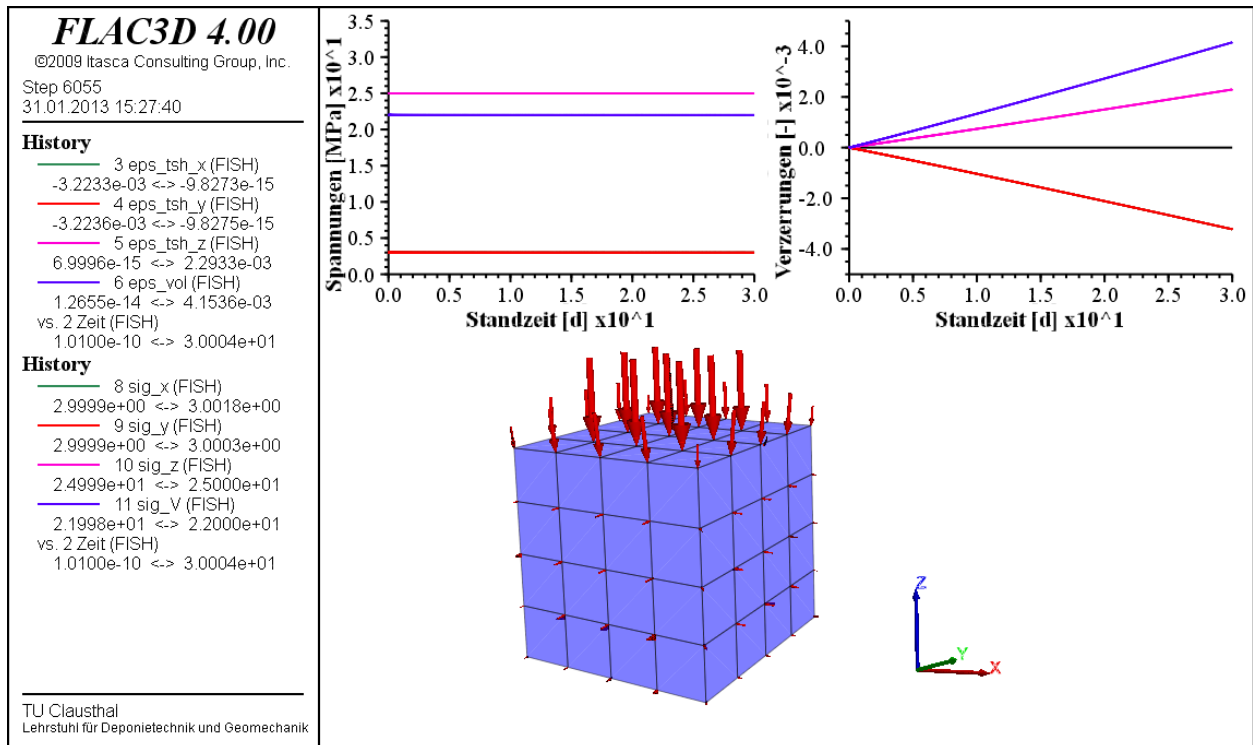 FLAC3D 4.00
©2009 Itasca Consulting Group, Inc.
Step 6055
31.01.2013 15:27:40
History
3 eps_tsh_x (FISH)
-3.2233e-03 <-> -9.8273e-15
4 eps_tsh_y (FISH)
-3.2236e-03 <-> -9.8275e-15
5 eps_tsh_z (FISH)
6.9996e-15 <-> 2.2933e-03
6 eps_vol (FISH)
1.2655e-14 <-> 4.1536e-03
vs. 2 Zeit (FISH)
1.0100e-10 <-> 3.0004e+01
History
8 sig_x (FISH)
2.9999e+00 <-> 3.0018e+00
9 sig_y (FISH)
2.9999e+00 <-> 3.0003e+00
10 sig_z (FISH)
2.4999e+01 <-> 2.5000e+01
11 sig_V (FISH)
2.1998e+01 <-> 2.2000e+01
vs. 2 Zeit (FISH)
1.0100e-10 <-> 3.0004e+01
TU Clausthal
Lehrstuhl für Deponietechnik und Geomechanik
Spannungen [MPa] x10^1
3.5
3.0
2.5
2.0
1.5
1.0
0.5
0.0
0.0 0.5 1.0 1.5 2.0 2.5 3.0
Standzeit [d] x10^1
Verzerrungen [-] x10^-3
4.0
2.0
0.0
-2.0
-4.0
0.0 0.5 1.0 1.5 2.0 2.5 3.0
Standzeit [d] x10^1
Z
Y
X